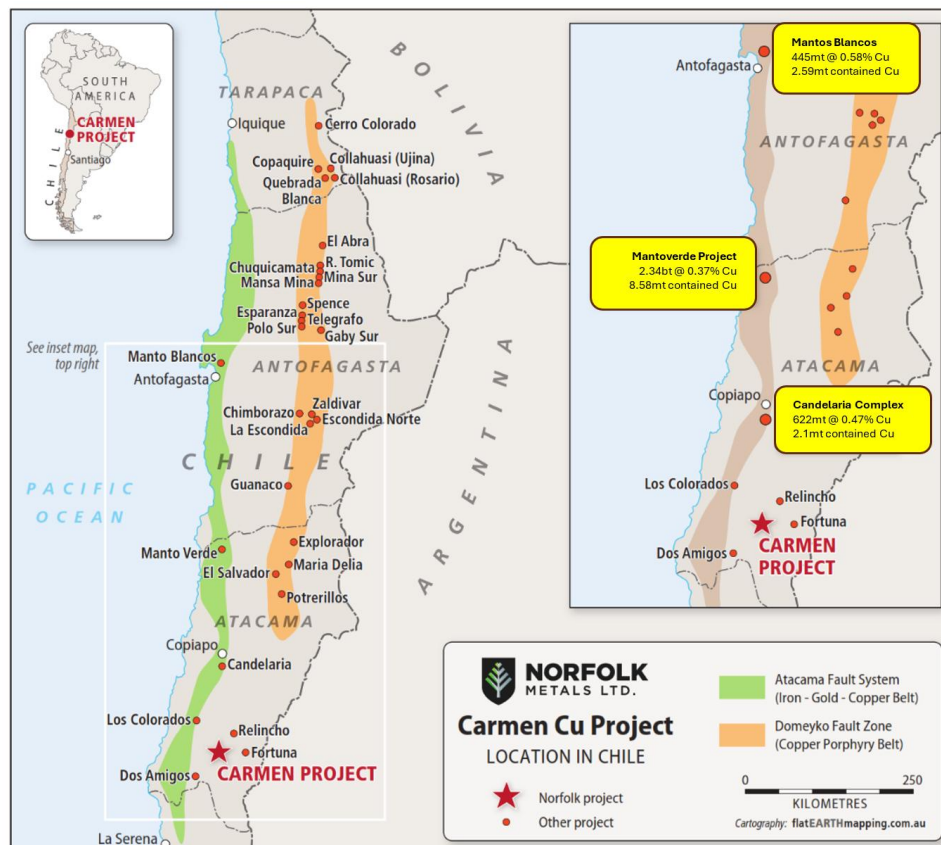 SOUTH
AMERICA
CARMEN
PROJECT
Santiago
CHILE
BOLIVIA
TARAPACA
Iquique
Cerro Colorado
Copaquire
Collahuasi (Ujina)
Quebrada
Blanca
Collahuasi (Rosario)
El Abra
Chuquicamata
R. Tomic
Mansa Mina
Mina Sur
Spence
Esperanza
Telegrafo
Polo Sur
Gaby Sur
See inset map,
top right
Manto Blancos
ANTOFAGASTA
Antofagasta
Chimborazo
Zaldivar
Escondida Norte
La Escondida
CHILE
ARGENTINA
Guanaco
PACIFIC
OCEAN
Manto Verde
Explorador
Maria Delia
El Salvador
Potrerillos
ATACAMA
Copiapo
Candelaria
Los Colorados
Relincho
Fortuna
CARMEN PROJECT
Dos Amigos
La Serena
Mantos Blancos
445mt @ 0.58% Cu
2.59mt contained Cu
Antofagasta
ANTOFAGASTA
Mantoverde Project
2.34bt @ 0.37% Cu
8.58mt contained Cu
ATACAMA
Copiapo
Candelaria Complex
622mt @ 0.47% Cu
2.1mt contained Cu
Los Colorados
Relincho
Fortuna
CARMEN
PROJECT
Dos Amigos
NORFOLK
METALS LTD.
Carmen Cu Project
LOCATION IN CHILE
Norfolk project
Other project
Atacama Fault System
(Iron - Gold - Copper Belt)
Domeyko Fault Zone
(Copper Porphyry Belt)
0 250
KILOMETRES
Cartography: flatEARTHmapping.com.au